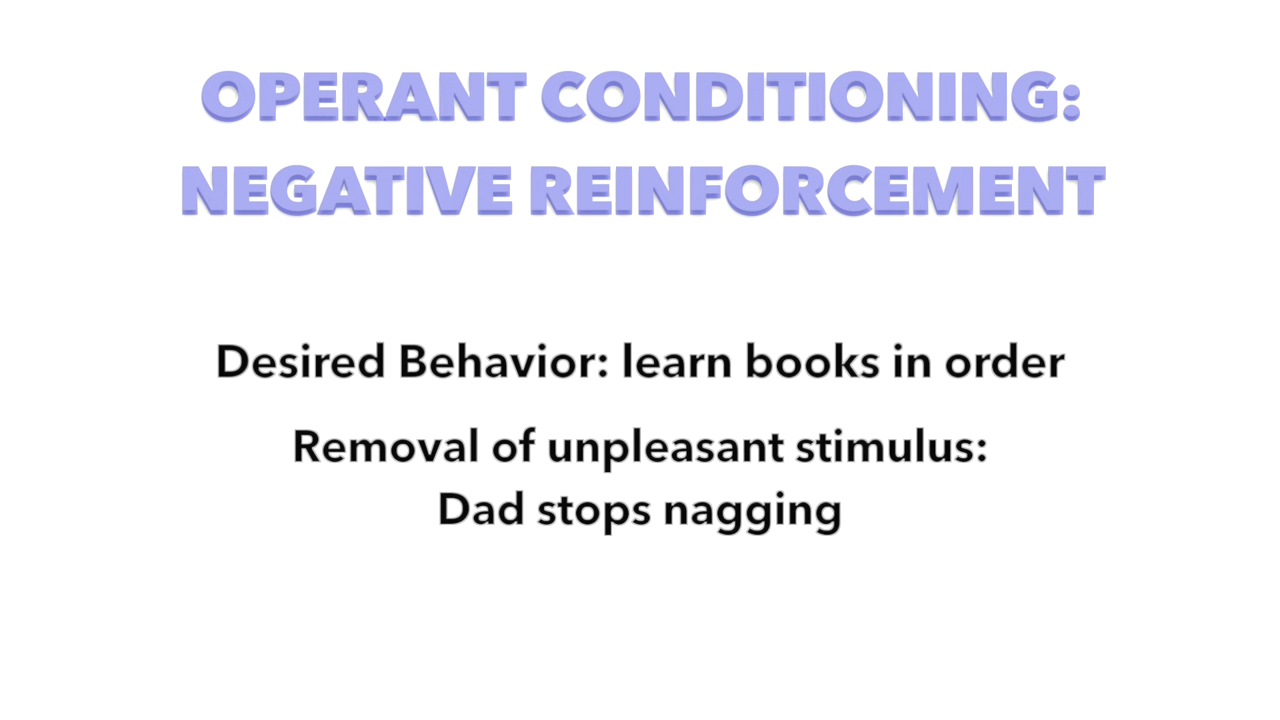 OPERANT CONDITIONING:
NEGATIVE REINFORCEMENT
Desired Behavior: learn books in order
Removal of unpleasant stimulus:
Dad stops nagging